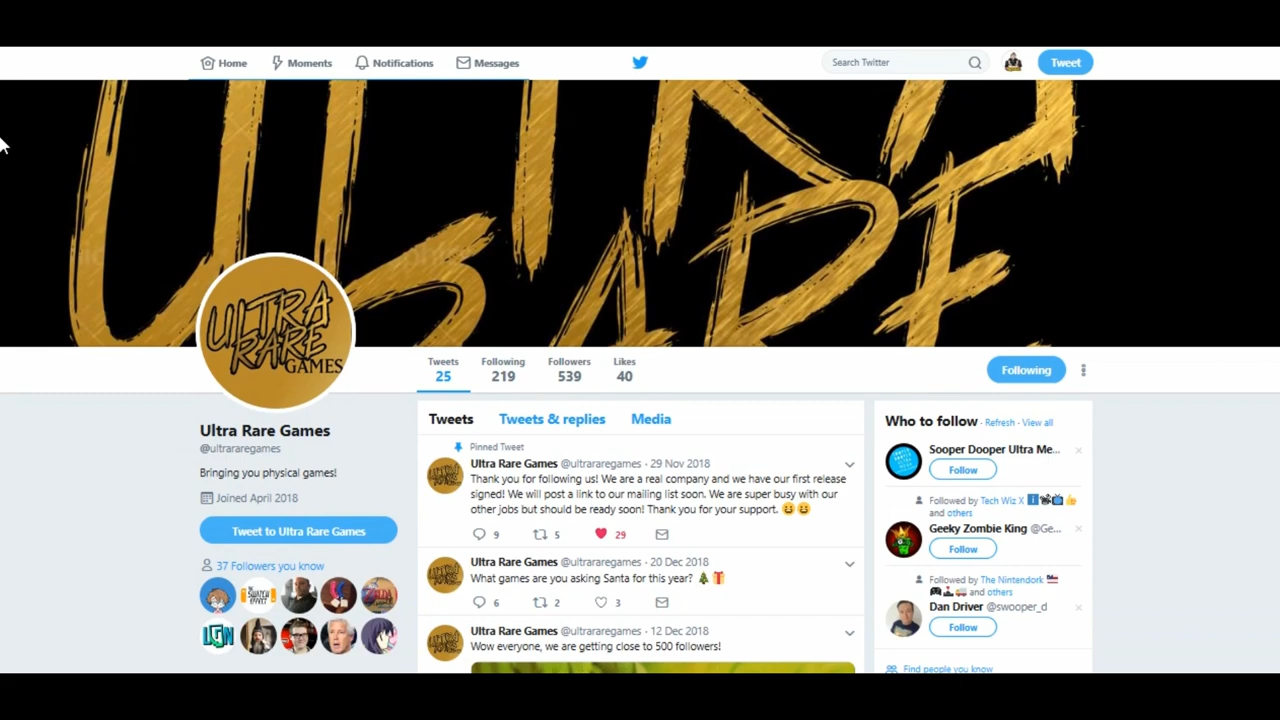 Home
Moments
Notifications
Messages
Search Twitter
Tweet
ULTRA
RARE
ULTRA
RARE
GAMES
Tweets
Following
Followers
Likes
25
219
539
40
Following
Ultra Rare Games
@ultrararegames
Bringing you physical games!
Joined April 2018
Tweet to Ultra Rare Games
37 Followers you know
LGN
Tweets
Tweets & replies
Media
Pinned Tweet
Ultra Rare Games @ultrararegames · 29 Nov 2018
Thank you for following us! We are a real company and we have our first release
signed! We will post a link to our mailing list soon. We are super busy with our
other jobs but should be ready soon! Thank you for your support. 😆😆
9 5 29
Ultra Rare Games @ultrararegames · 20 Dec 2018
What games are you asking Santa for this year? 🎄🎁
6 2 3
Ultra Rare Games @ultrararegames · 12 Dec 2018
Wow everyone, we are getting close to 500 followers!
Who to follow · Refresh · View all
Sooper Dooper Ultra Me...
Follow
Followed by Tech Wiz X
and others
Geeky Zombie King @Ge...
Follow
Followed by The Nintendork
and others
Dan Driver @swooper_d
Follow
Find people you know